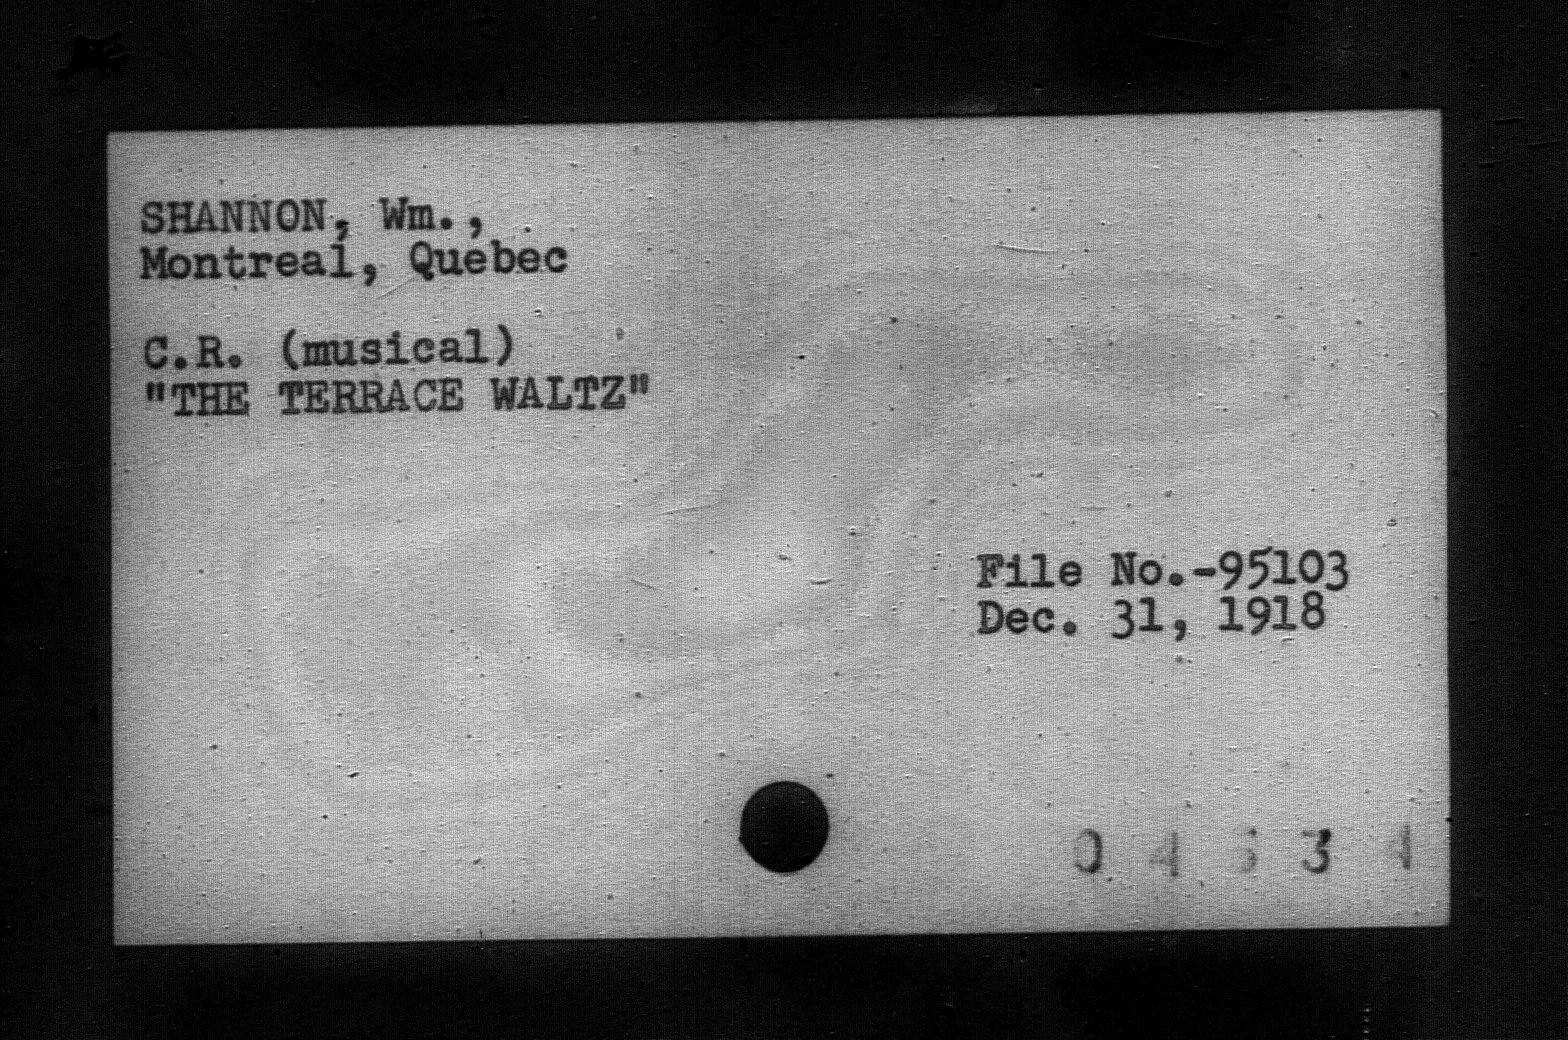 SHANNON, Wm.,
Montreal, Quebec
C.R. (musical)
"THE TERRACE WALTZ"
File No.-95103
Dec. 31, 1918